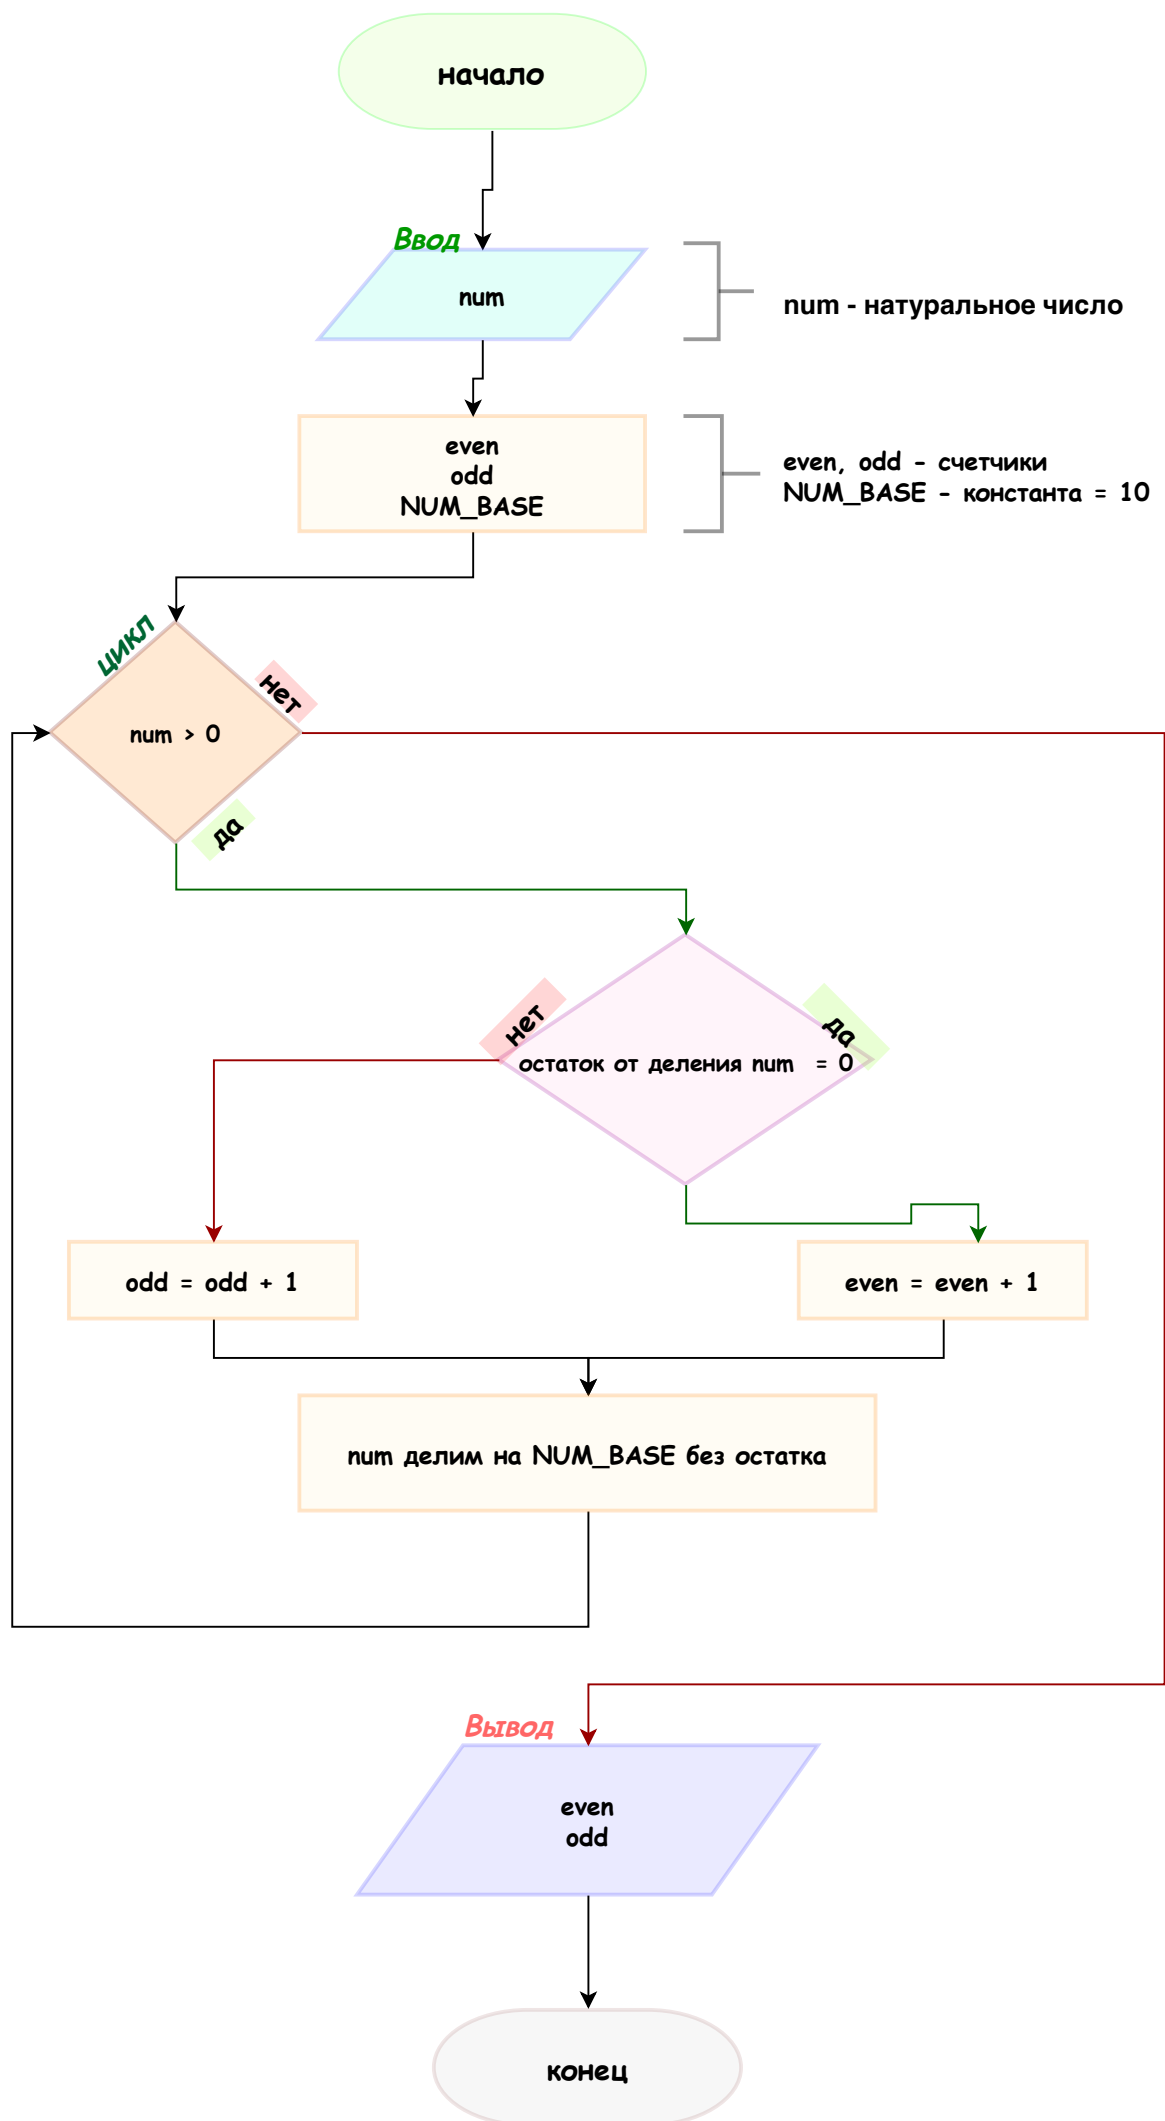 начало
Ввод
num
num - натуральное число
even
odd
NUM_BASE
even, odd - счетчики
NUM_BASE - константа = 10
цикл
нет
num > 0
да
нет
да
остаток от деления num = 0
odd = odd + 1
even = even + 1
num делим на NUM_BASE без остатка
Вывод
even
odd
конец